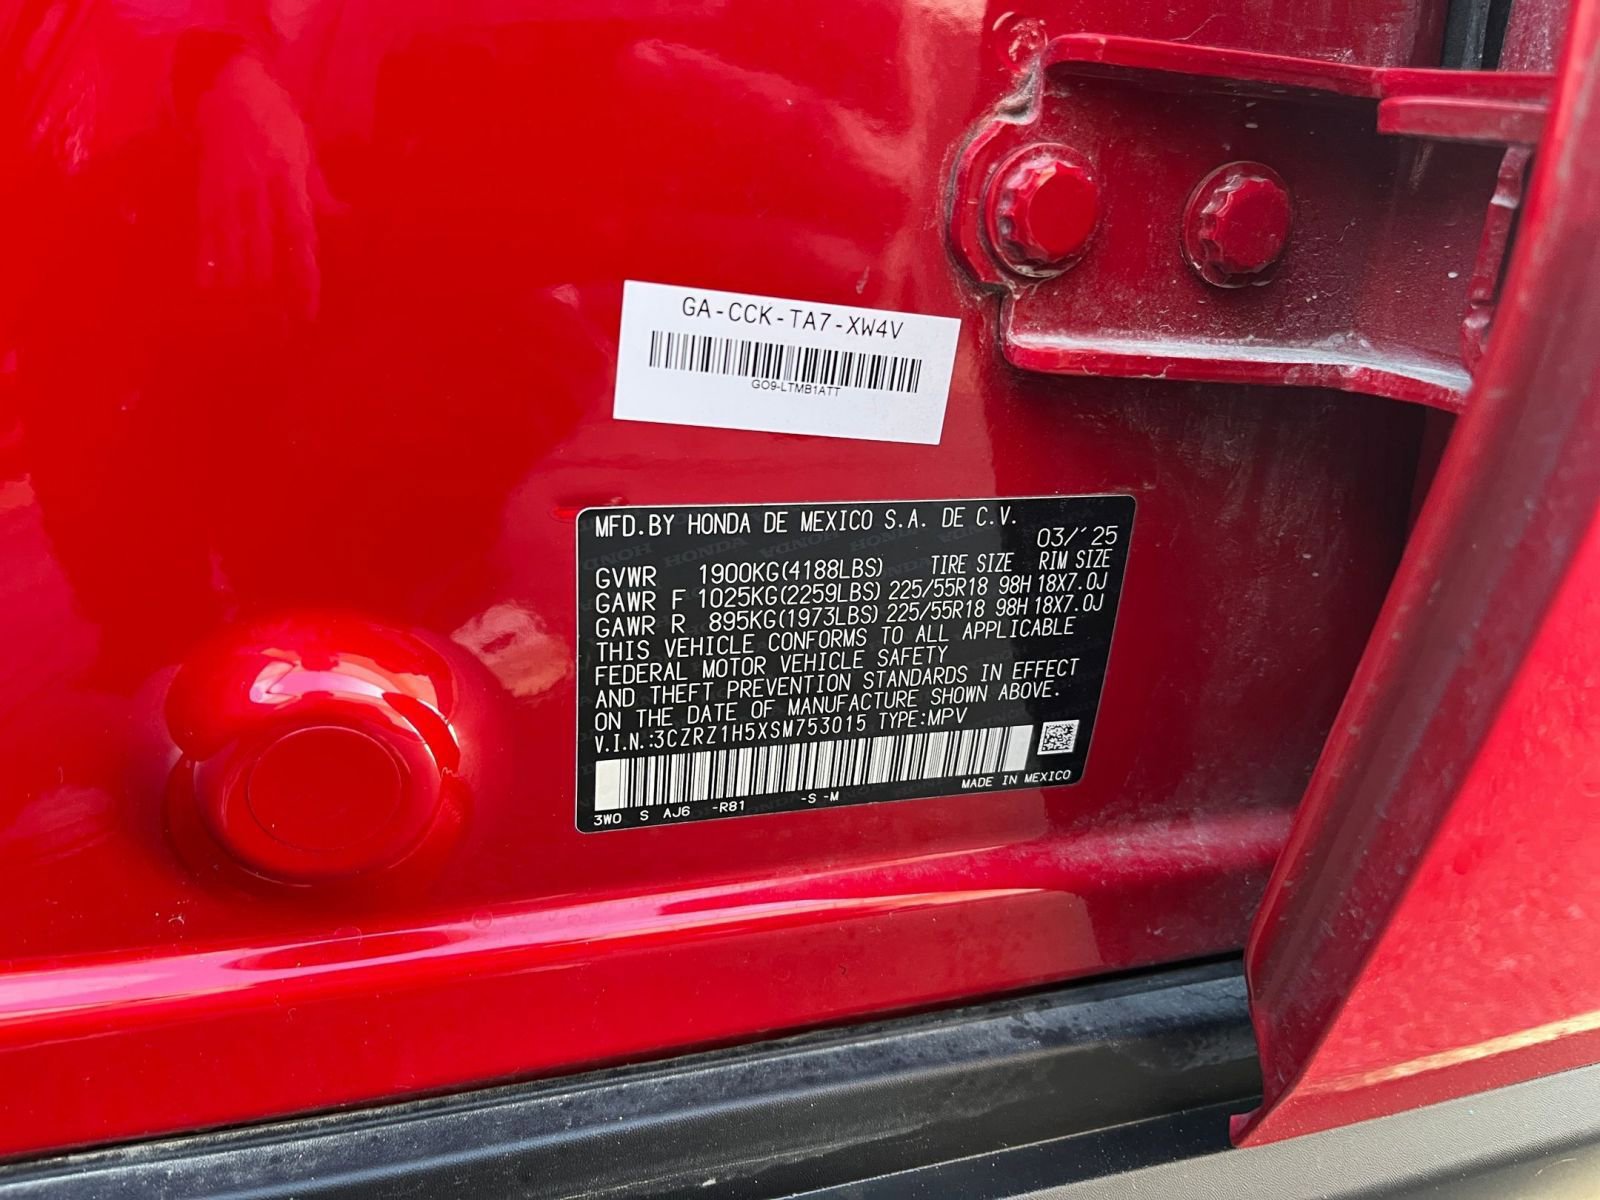 GA-CCK-TA7-XW4V
GO9-LTMB1ATT
MFD.BY HONDA DE MEXICO S.A. DE C.V.
03/'25
GVWR 1900KG(4188LBS) TIRE SIZE RIM SIZE
GAWR F 1025KG(2259LBS) 225/55R18 98H 18X7.0J
GAWR R 895KG(1973LBS) 225/55R18 98H 18X7.0J
THIS VEHICLE CONFORMS TO ALL APPLICABLE
FEDERAL MOTOR VEHICLE SAFETY
AND THEFT PREVENTION STANDARDS IN EFFECT
ON THE DATE OF MANUFACTURE SHOWN ABOVE.
V.I.N.:3CZRZ1H5XSM753015 TYPE:MPV
MADE IN MEXICO
3WO S AJ6 -R81 -S -M